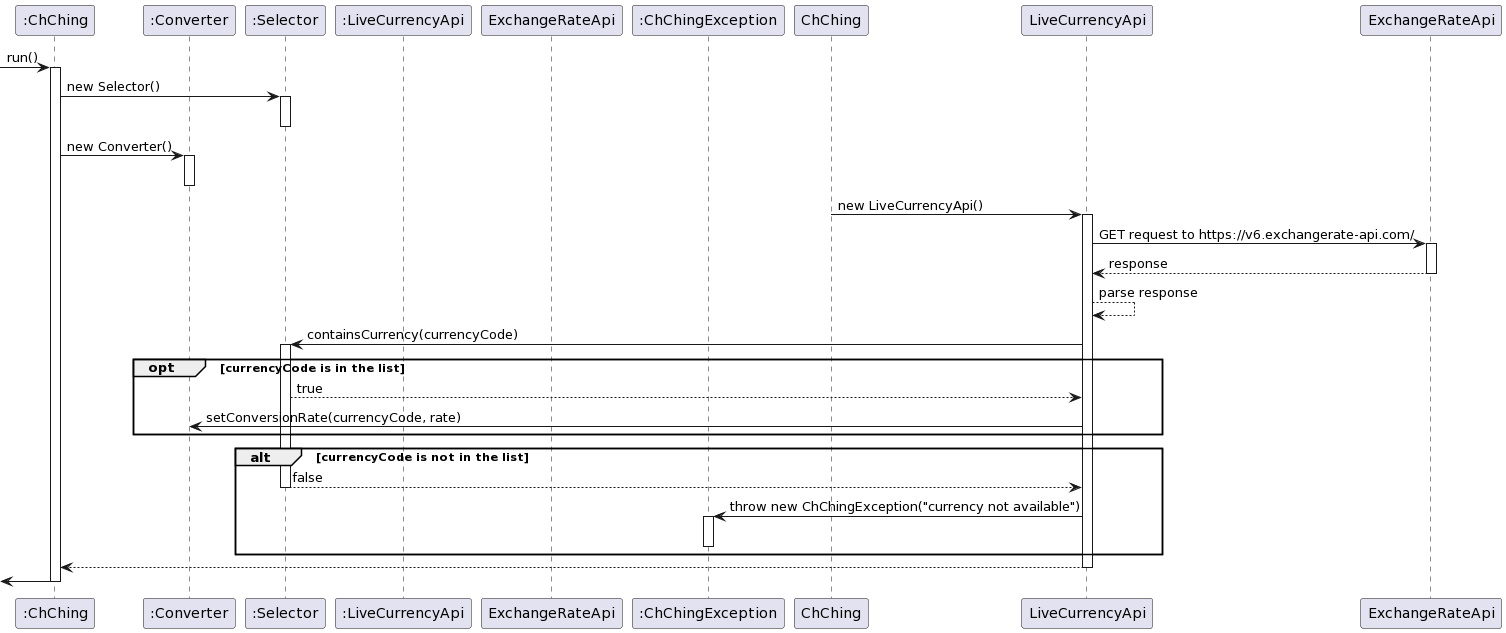 :ChChing :Converter :Selector :LiveCurrencyApi ExchangeRateApi :ChChingException ChChing LiveCurrencyApi ExchangeRateApi
run()
new Selector()
new Converter()
new LiveCurrencyApi()
GET request to https://v6.exchangerate-api.com/
response
parse response
containsCurrency(currencyCode)
opt [currencyCode is in the list]
true
setConversionRate(currencyCode, rate)
alt [currencyCode is not in the list]
false
throw new ChChingException("currency not available")
:ChChing :Converter :Selector :LiveCurrencyApi ExchangeRateApi :ChChingException ChChing LiveCurrencyApi ExchangeRateApi